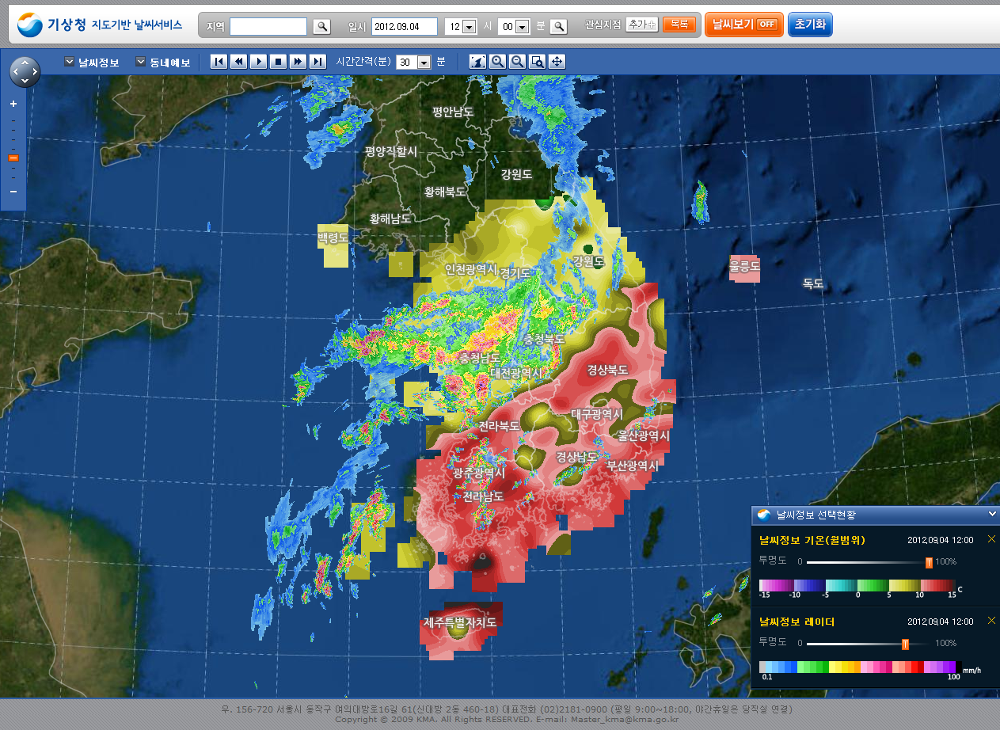 기상청 지도기반 날씨서비스
지역
일시 2012.09.04 12 시 00 분
관심지점 추가+ 목록
날씨보기 OFF
초기화
날씨정보 동네예보
시간간격(분) 30 분
평안남도
평양직할시
강원도
황해북도
황해남도
백령도
인천광역시
경기도
강원도
울릉도
독도
충청북도
충청남도
대전광역시
경상북도
대구광역시
전라북도
울산광역시
경상남도
부산광역시
광주광역시
전라남도
제주특별자치도
날씨정보 선택현황
날씨정보 기온(월범위) 2012.09.04 12:00
투명도 0 100%
-15 -10 -5 0 5 10 15 C
날씨정보 레이더 2012.09.04 12:00
투명도 0 100%
0.1 100 mm/h
우. 156-720 서울시 동작구 여의대방로16길 61(신대방 2동 460-18) 대표전화 (02)2181-0900 (평일 9:00~18:00, 야간휴일은 당직실 연결)
Copyright © 2009 KMA. All Rights RESERVED. E-mail: Master_kma@kma.go.kr